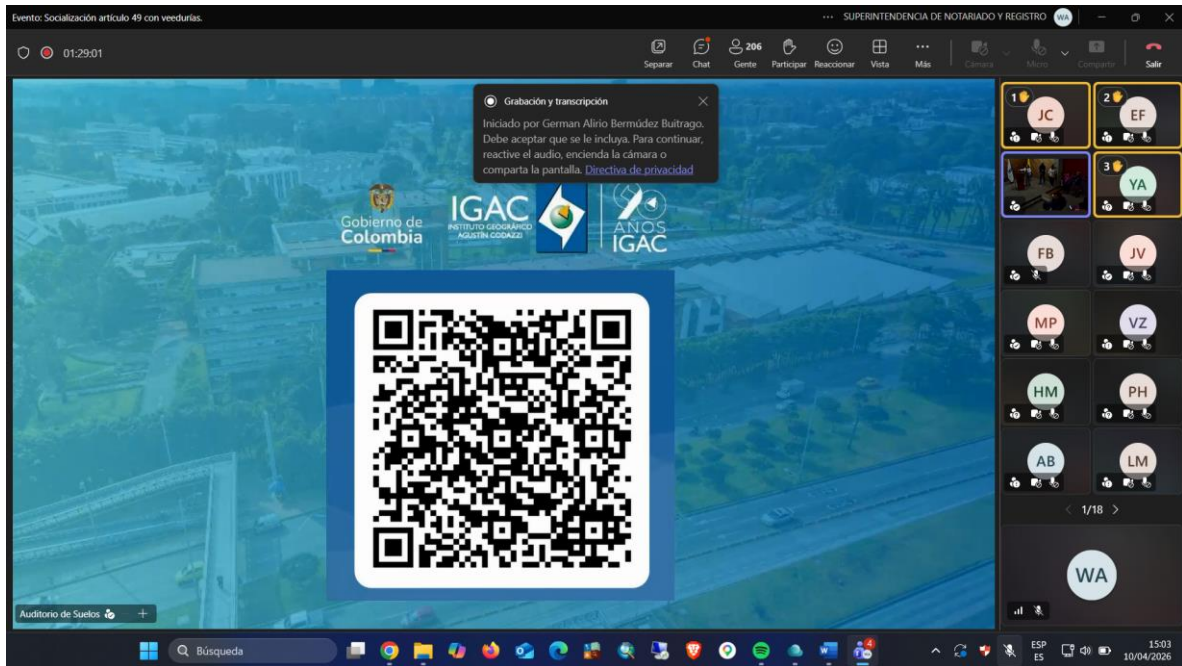 Evento: Socialización artículo 49 con veedurías.
··· SUPERINTENDENCIA DE NOTARIADO Y REGISTRO WA
01:29:01
Separar
Chat
206
Gente
Participar
Reaccionar
Vista
Más
Cámara
Micro
Compartir
Salir
Grabación y transcripción
Iniciado por German Alirio Bermúdez Buitrago.
Debe aceptar que se le incluya. Para continuar,
reactive el audio, encienda la cámara o
comparta la pantalla. Directiva de privacidad
Gobierno de
Colombia
IGAC
INSTITUTO GEOGRÁFICO
AGUSTÍN CODAZZI
90
AÑOS
IGAC
1
JC
2
EF
3
YA
FB
JV
MP
VZ
HM
PH
AB
LM
1/18
WA
Auditorio de Suelos
Búsqueda
4
ESP
ES
15:03
10/04/2026